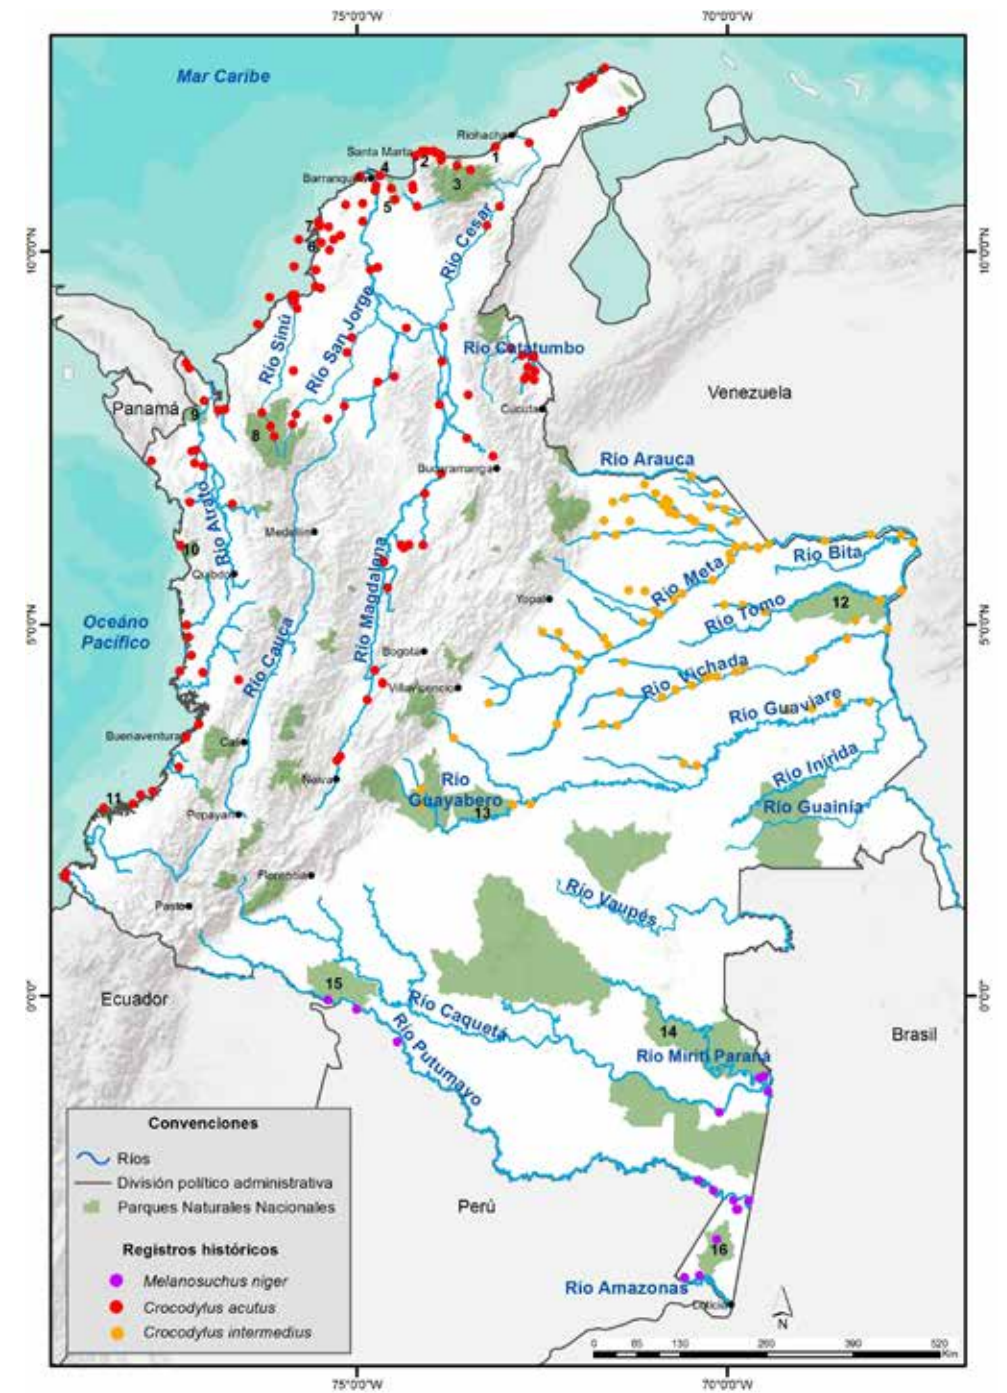 75°0'0"W 70°0'0"W
Mar Caribe
Riohacha
Santa Marta
Barranquilla
1
2
3
4
5
7
6
10°0'0"N 10°0'0"N
Río Cesar
Río San Jorge
Río Sinú
Río Catatumbo
Venezuela
Panamá
9
8
Cúcuta
Río Arauca
Bucaramanga
Río Atrato
Medellín
10
Quibdó
Río Magdalena
Río Meta
Río Bita
Yopal
Río Tomo
12
5°0'0"N 5°0'0"N
Océano
Pacífico
Río Cauca
Bogotá
Villavicencio
Río Vichada
Río Guaviare
Buenaventura
Cali
Río Inírida
Neiva
Río
Guayabero
13
Río Guainía
11
Popayán
Florencia
Pasto
Río Vaupés
Ecuador
15
0°0'0" 0°0'0"
Río Caquetá
Río Putumayo
14
Río Mirití Paraná
Brasil
Perú
16
Río Amazonas
Leticia
Convenciones
Ríos
División político administrativa
Parques Naturales Nacionales
Registros históricos
Melanosuchus niger
Crocodylus acutus
Crocodylus intermedius
N
0 65 130 260 390 520
Km
75°0'0"W 70°0'0"W